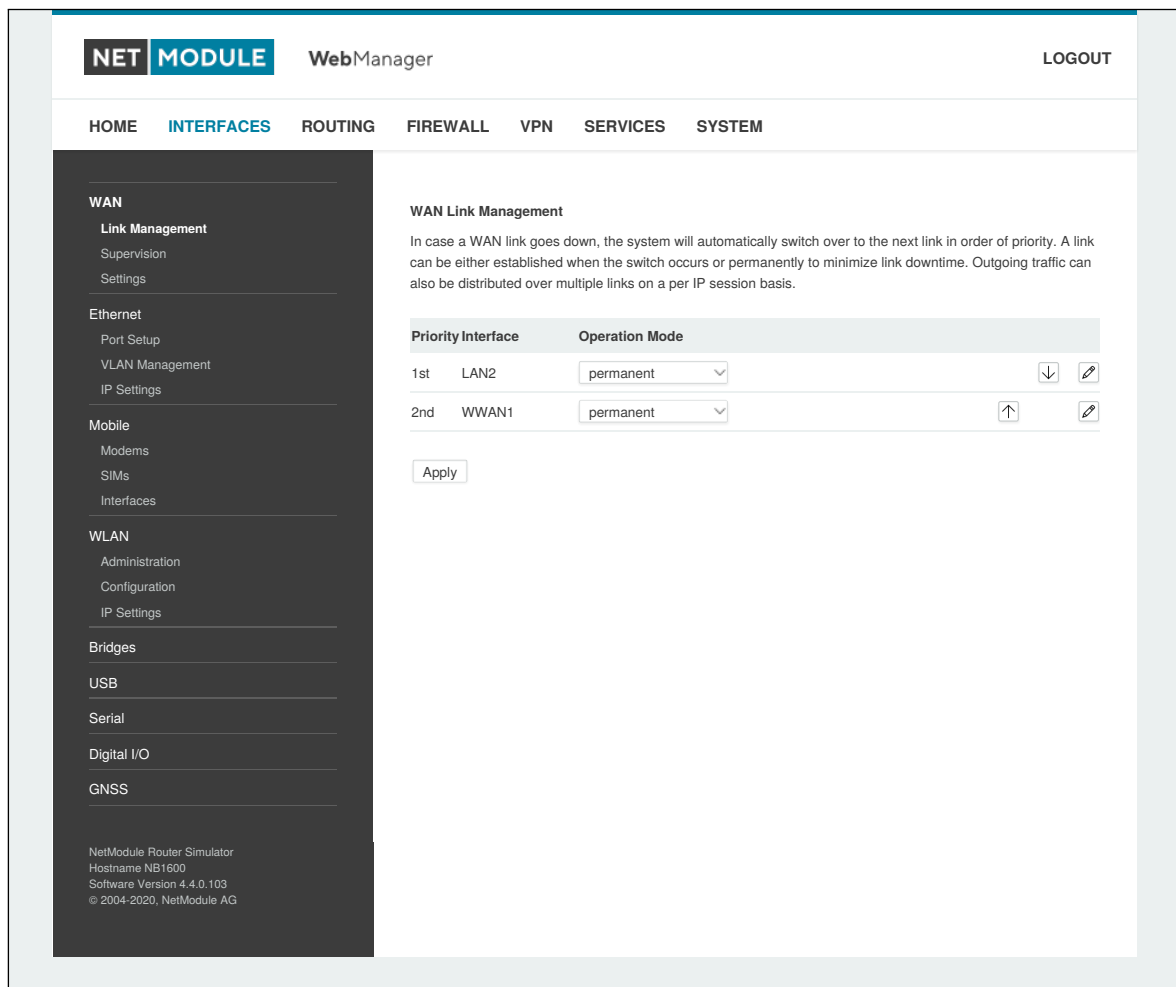 NET MODULE WebManager LOGOUT
HOME INTERFACES ROUTING FIREWALL VPN SERVICES SYSTEM
WAN
Link Management
Supervision
Settings
Ethernet
Port Setup
VLAN Management
IP Settings
Mobile
Modems
SIMs
Interfaces
WLAN
Administration
Configuration
IP Settings
Bridges
USB
Serial
Digital I/O
GNSS
NetModule Router Simulator
Hostname NB1600
Software Version 4.4.0.103
© 2004-2020, NetModule AG
WAN Link Management
In case a WAN link goes down, the system will automatically switch over to the next link in order of priority. A link
can be either established when the switch occurs or permanently to minimize link downtime. Outgoing traffic can
also be distributed over multiple links on a per IP session basis.
Priority Interface Operation Mode
1st LAN2 permanent
2nd WWAN1 permanent
Apply